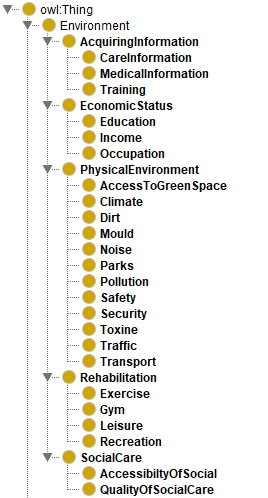 owl:Thing
Environment
AcquiringInformation
CareInformation
MedicalInformation
Training
EconomicStatus
Education
Income
Occupation
PhysicalEnvironment
AccessToGreenSpace
Climate
Dirt
Mould
Noise
Parks
Pollution
Safety
Security
Toxine
Traffic
Transport
Rehabilitation
Exercise
Gym
Leisure
Recreation
SocialCare
AccessibiltyOfSocial
QualityOfSocialCare